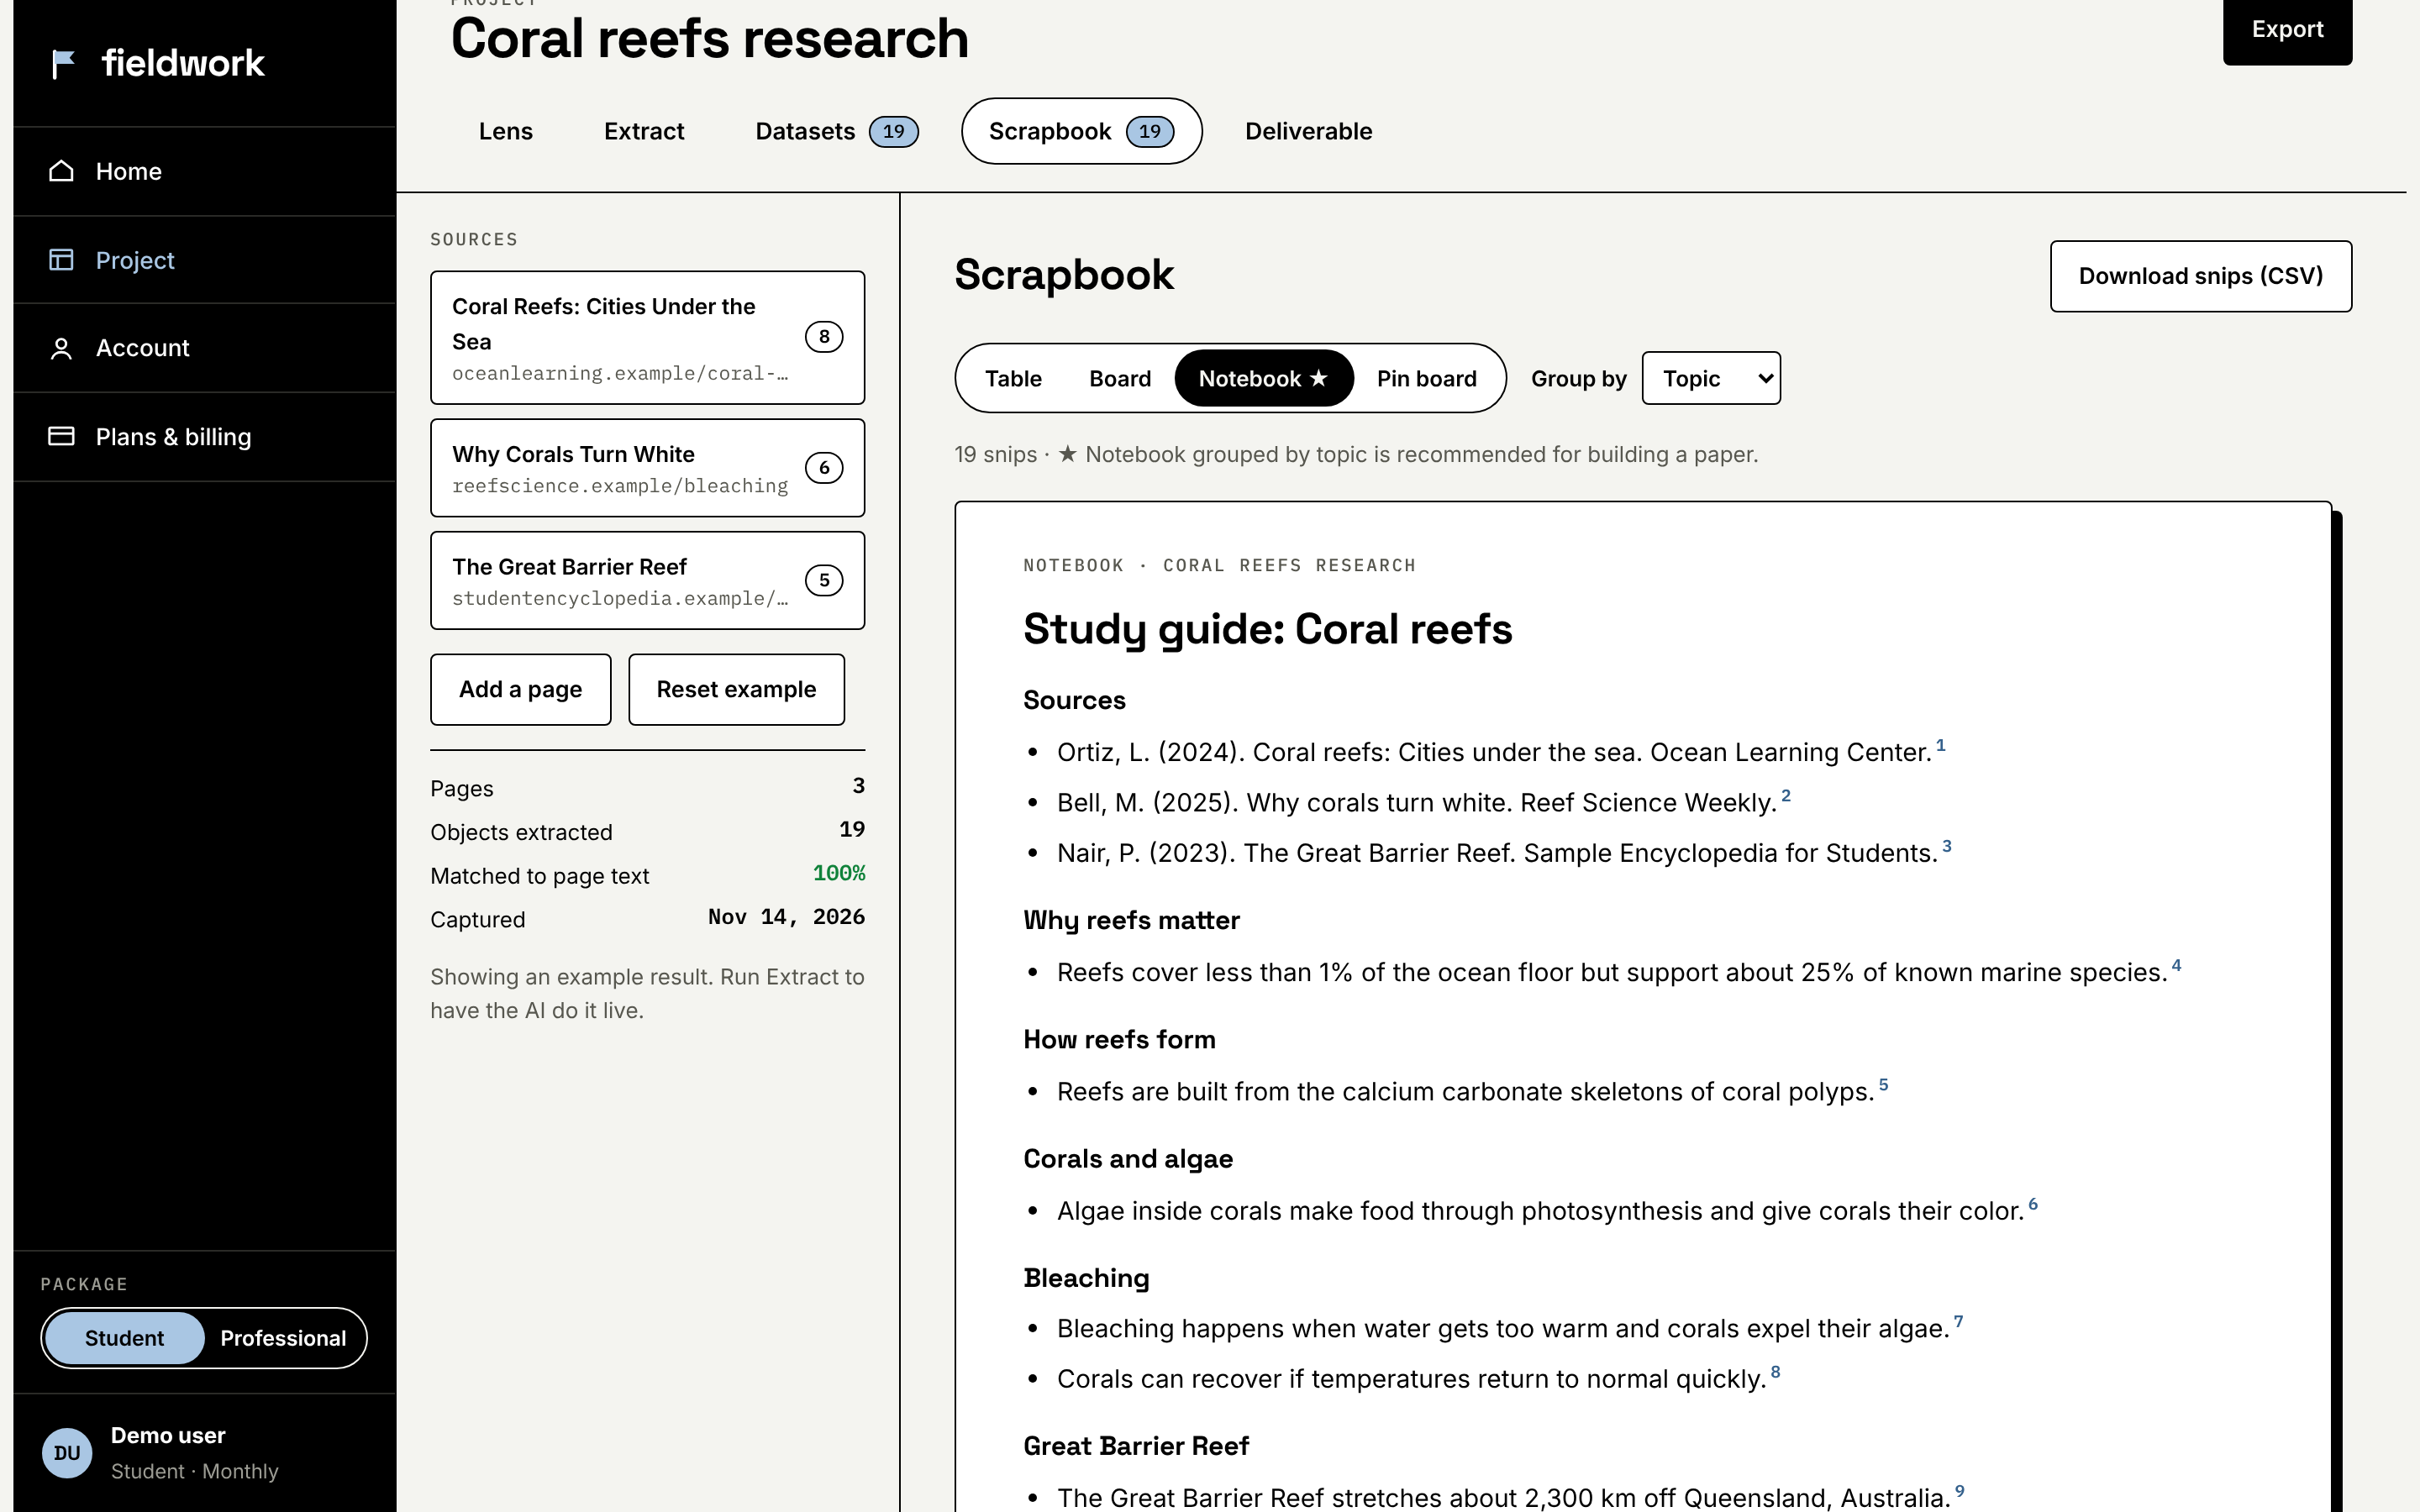 PROJECT
Coral reefs research
Export
fieldwork
Home
Project
Account
Plans & billing
PACKAGE
Student Professional
DU
Demo user
Student · Monthly
Lens Extract Datasets 19 Scrapbook 19 Deliverable
SOURCES
Coral Reefs: Cities Under the
Sea
oceanlearning.example/coral-…
8
Why Corals Turn White
reefscience.example/bleaching
6
The Great Barrier Reef
studentencyclopedia.example/…
5
Add a page Reset example
Pages 3
Objects extracted 19
Matched to page text 100%
Captured Nov 14, 2026
Showing an example result. Run Extract to
have the AI do it live.
Scrapbook
Download snips (CSV)
Table Board Notebook ★ Pin board Group by Topic
19 snips · ★ Notebook grouped by topic is recommended for building a paper.
NOTEBOOK · CORAL REEFS RESEARCH
Study guide: Coral reefs
Sources
• Ortiz, L. (2024). Coral reefs: Cities under the sea. Ocean Learning Center. 1
• Bell, M. (2025). Why corals turn white. Reef Science Weekly. 2
• Nair, P. (2023). The Great Barrier Reef. Sample Encyclopedia for Students. 3
Why reefs matter
• Reefs cover less than 1% of the ocean floor but support about 25% of known marine species. 4
How reefs form
• Reefs are built from the calcium carbonate skeletons of coral polyps. 5
Corals and algae
• Algae inside corals make food through photosynthesis and give corals their color. 6
Bleaching
• Bleaching happens when water gets too warm and corals expel their algae. 7
• Corals can recover if temperatures return to normal quickly. 8
Great Barrier Reef
• The Great Barrier Reef stretches about 2,300 km off Queensland, Australia. 9